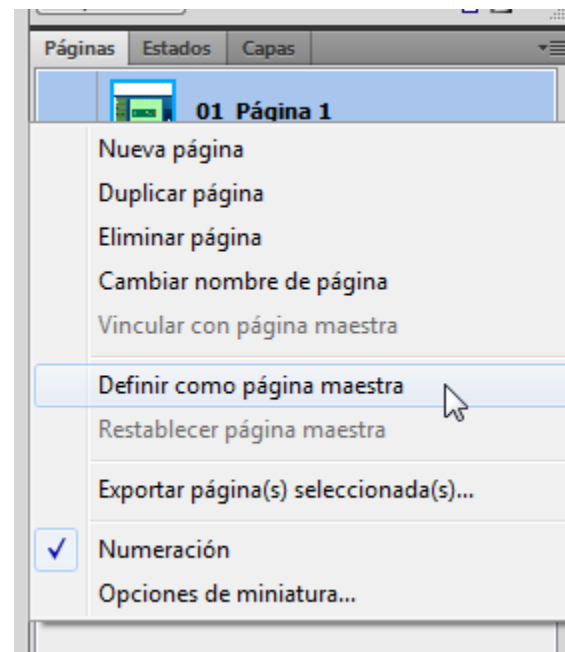 Páginas Estados Capas
01 Página 1
Nueva página
Duplicar página
Eliminar página
Cambiar nombre de página
Vincular con página maestra
Definir como página maestra
Restablecer página maestra
Exportar página(s) seleccionada(s)...
Numeración
Opciones de miniatura...